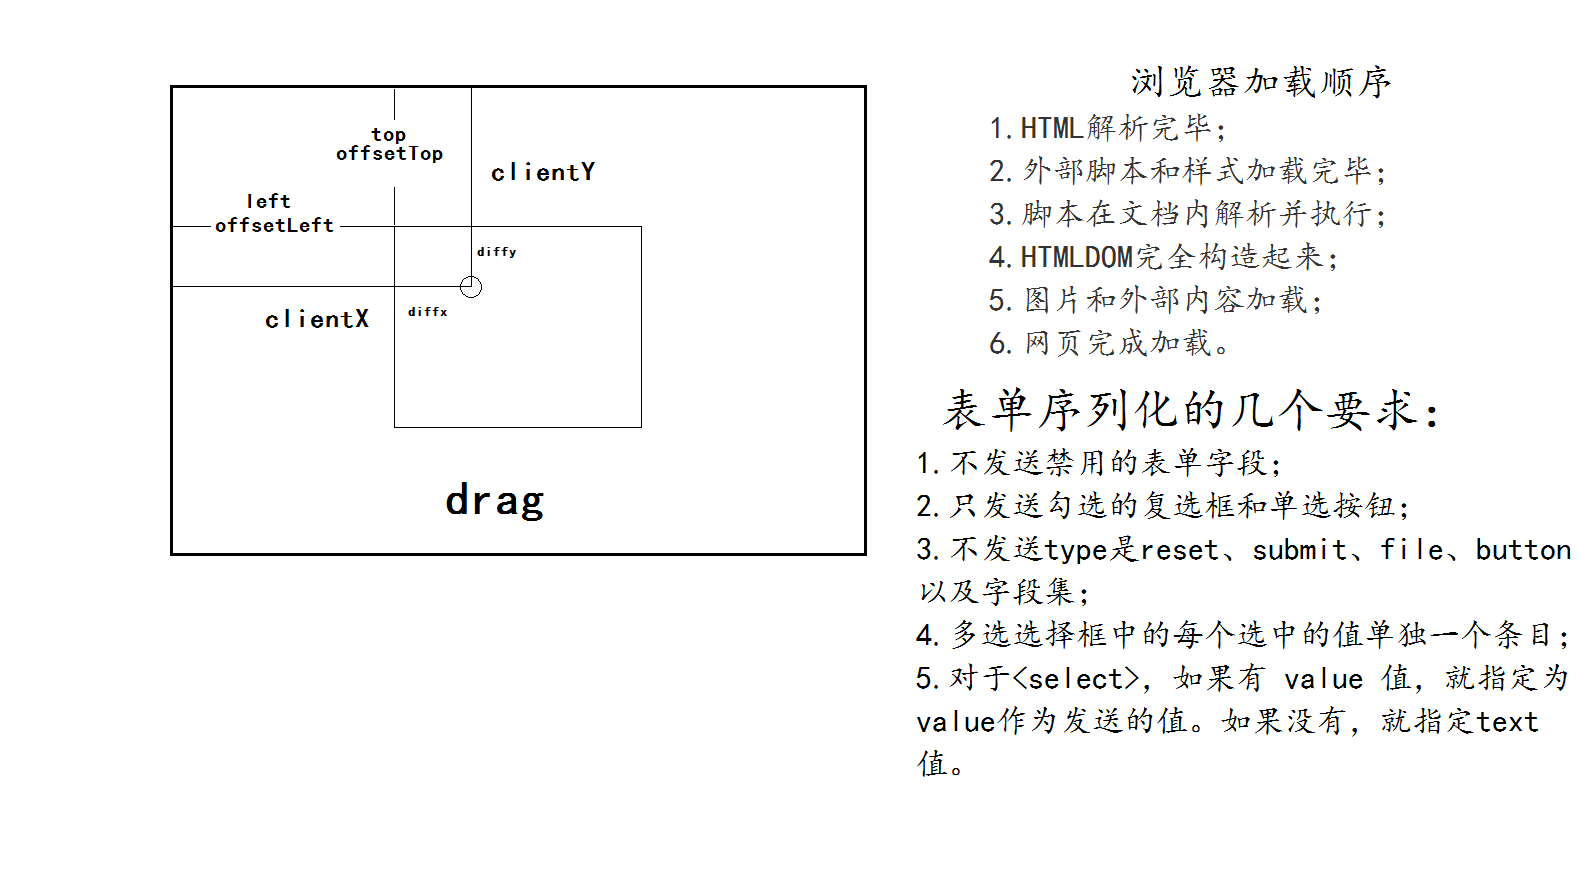 top
offsetTop
clientY
left
offsetLeft
diffy
clientX
diffx
drag
浏览器加载顺序
1.HTML解析完毕；
2.外部脚本和样式加载完毕；
3.脚本在文档内解析并执行；
4.HTMLDOM完全构造起来；
5.图片和外部内容加载；
6.网页完成加载。
表单序列化的几个要求：
1.不发送禁用的表单字段；
2.只发送勾选的复选框和单选按钮；
3.不发送type是reset、submit、file、button
以及字段集；
4.多选选择框中的每个选中的值单独一个条目；
5.对于<select>，如果有 value 值，就指定为
value作为发送的值。如果没有，就指定text
值。